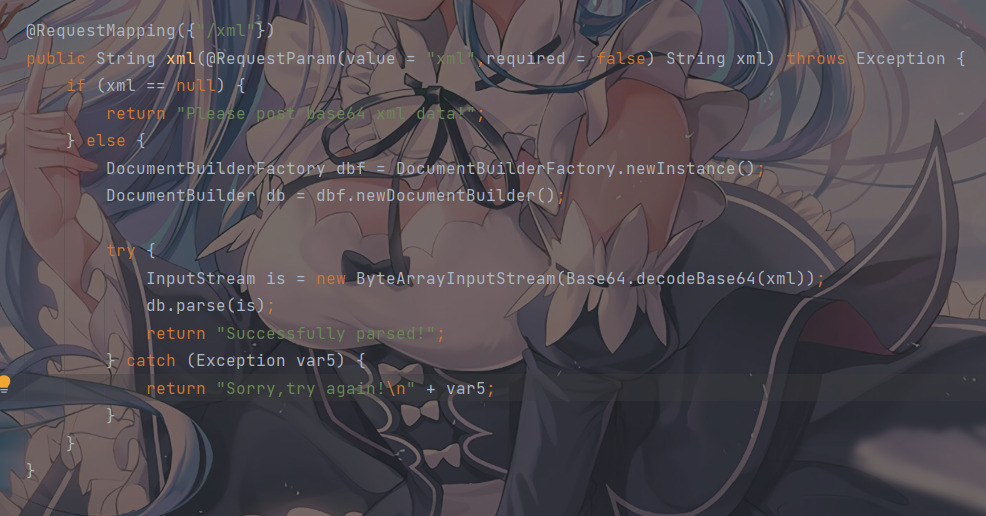 @RequestMapping({"/xml"})
public String xml(@RequestParam(value = "xml",required = false) String xml) throws Exception {
    if (xml == null) {
        return "Please post base64 xml data!";
    } else {
        DocumentBuilderFactory dbf = DocumentBuilderFactory.newInstance();
        DocumentBuilder db = dbf.newDocumentBuilder();

        try {
            InputStream is = new ByteArrayInputStream(Base64.decodeBase64(xml));
            db.parse(is);
            return "Successfully parsed!";
        } catch (Exception var5) {
            return "Sorry,try again!\n" + var5;
        }
    }
}